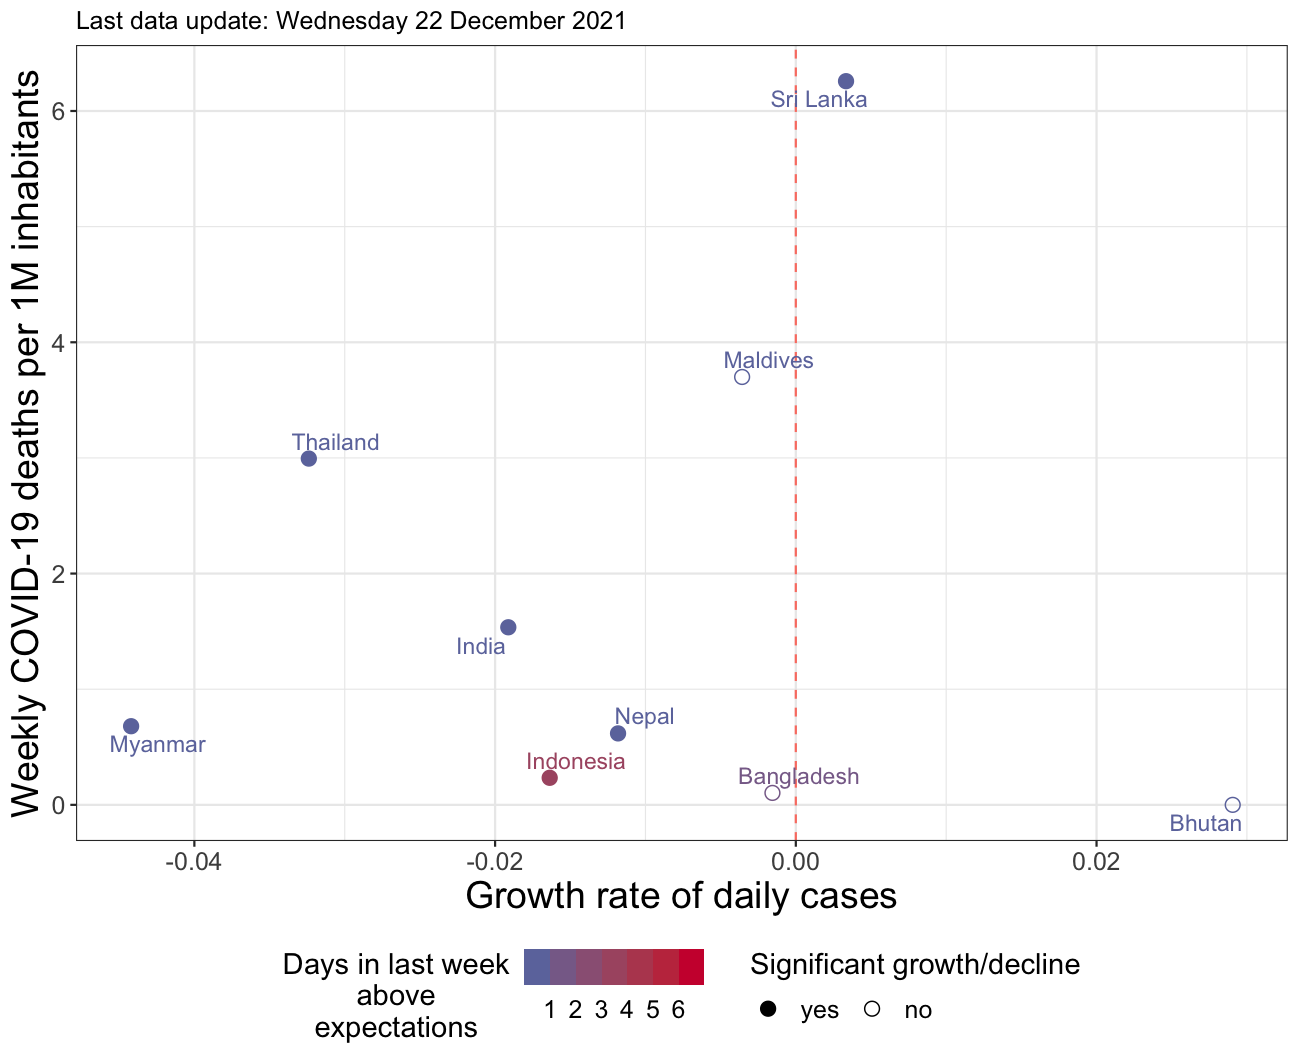 Last data update: Wednesday 22 December 2021
Weekly COVID-19 deaths per 1M inhabitants
6
4
2
0
Sri Lanka
Maldives
Thailand
India
Nepal
Myanmar
Indonesia
Bangladesh
Bhutan
-0.04 -0.02 0.00 0.02
Growth rate of daily cases
Days in last week
above
expectations
1 2 3 4 5 6
Significant growth/decline
yes no